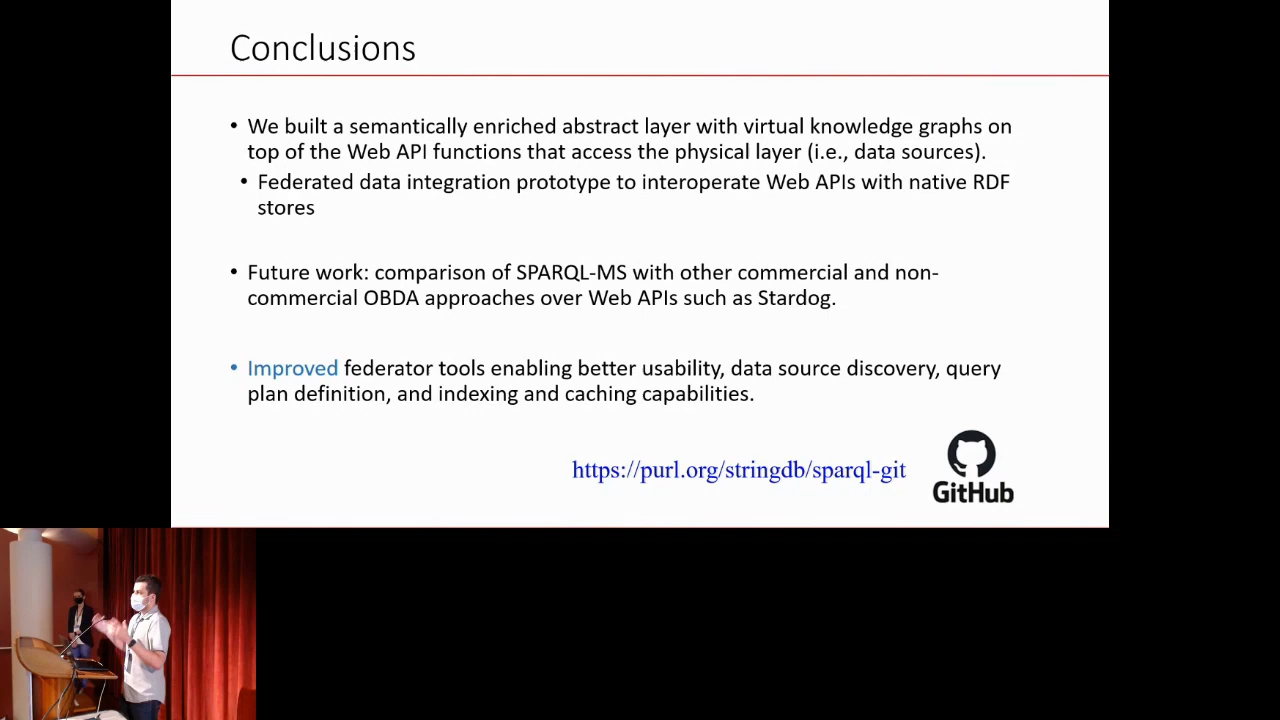 Conclusions
• We built a semantically enriched abstract layer with virtual knowledge graphs on
top of the Web API functions that access the physical layer (i.e., data sources).
• Federated data integration prototype to interoperate Web APIs with native RDF
stores
• Future work: comparison of SPARQL-MS with other commercial and non-
commercial OBDA approaches over Web APIs such as Stardog.
• Improved federator tools enabling better usability, data source discovery, query
plan definition, and indexing and caching capabilities.
https://purl.org/stringdb/sparql-git
GitHub